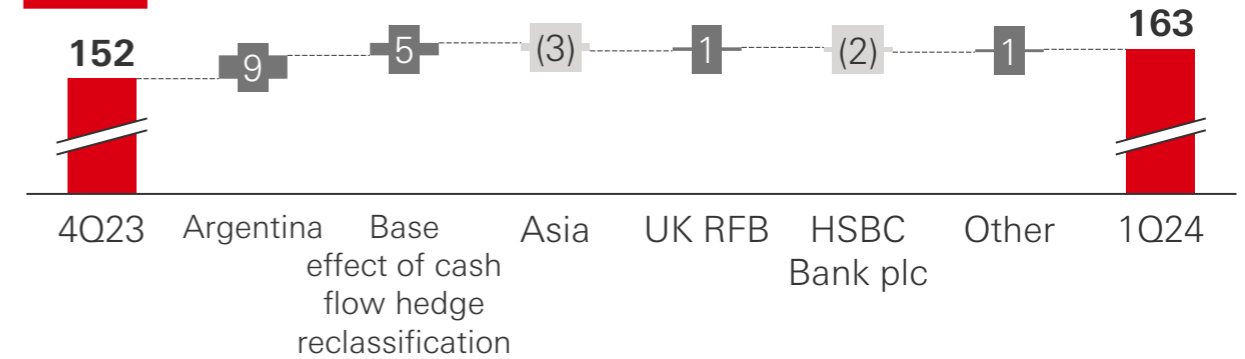 152
9
5
(3)
1
(2)
1
163
4Q23
Argentina
Base
effect of cash
flow hedge
reclassification
Asia
UK RFB
HSBC
Bank plc
Other
1Q24